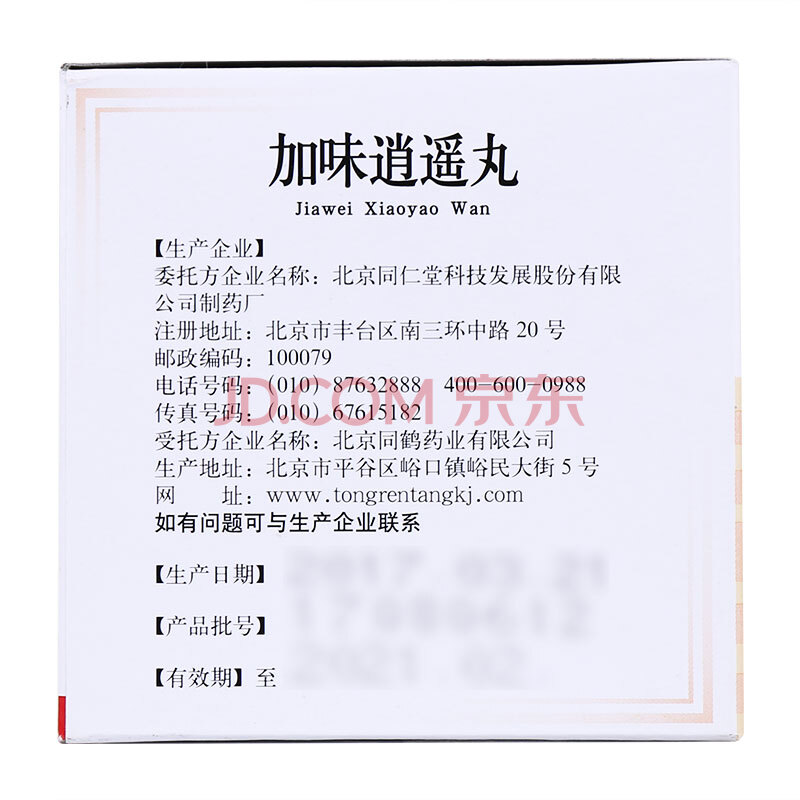 加味逍遥丸
Jiawei Xiaoyao Wan
【生产企业】
委托方企业名称：北京同仁堂科技发展股份有限
公司制药厂
注册地址：北京市丰台区南三环中路 20 号
邮政编码：100079
电话号码：(010) 87632888 400-600-0988
JD.COM 京东
传真号码：(010) 67615182
受托方企业名称：北京同鹤药业有限公司
生产地址：北京市平谷区峪口镇峪民大街 5 号
网 址：www.tongrentangkj.com
如有问题可与生产企业联系
【生产日期】
【产品批号】
【有效期】至